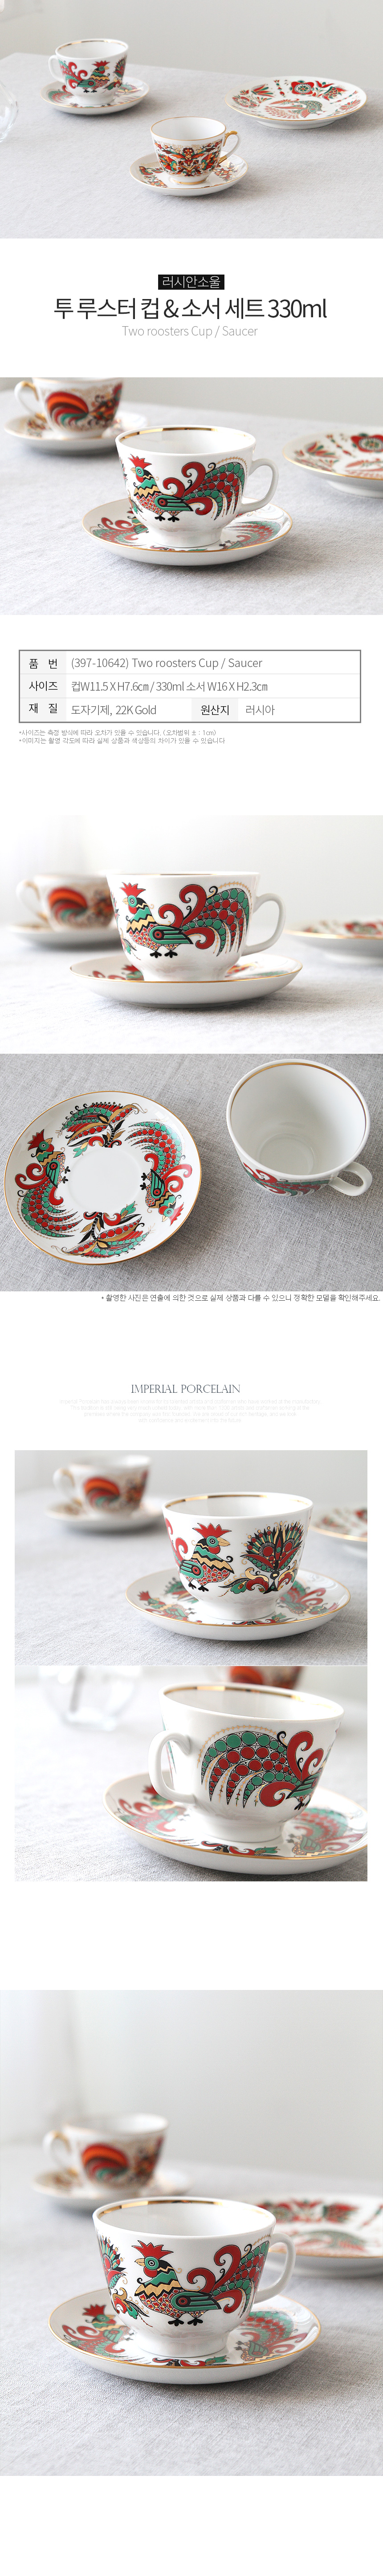 러시안소울
투 루스터 컵 & 소서 세트 330ml
Two roosters Cup / Saucer
품 번 (397-10642) Two roosters Cup / Saucer
사이즈 컵W11.5 X H7.6㎝ / 330ml 소서 W16 X H2.3㎝
재 질 도자기제, 22K Gold 원산지 러시아
*사이즈는 측정 방식에 따라 오차가 있을 수 있습니다. (오차범위 ± : 1cm)
*이미지는 촬영 각도에 따라 실제 상품과 색상등의 차이가 있을 수 있습니다
* 촬영한 사진은 연출에 의한 것으로 실제 상품과 다를 수 있으니 정확한 모델을 확인해주세요.
IMPERIAL PORCELAIN